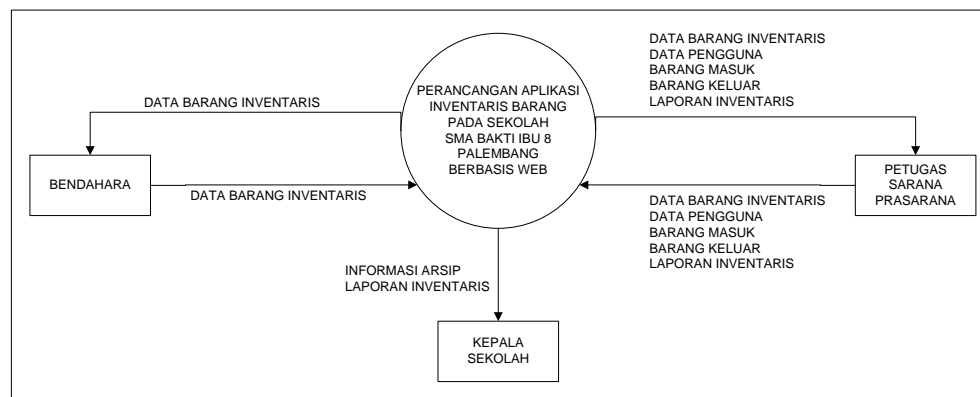 DATA BARANG INVENTARIS
DATA PENGGUNA
BARANG MASUK
BARANG KELUAR
LAPORAN INVENTARIS
PERANCANGAN APLIKASI
INVENTARIS BARANG
PADA SEKOLAH
SMA BAKTI IBU 8
PALEMBANG
BERBASIS WEB
DATA BARANG INVENTARIS
BENDAHARA
DATA BARANG INVENTARIS
PETUGAS
SARANA
PRASARANA
DATA BARANG INVENTARIS
DATA PENGGUNA
BARANG MASUK
BARANG KELUAR
LAPORAN INVENTARIS
INFORMASI ARSIP
LAPORAN INVENTARIS
KEPALA
SEKOLAH